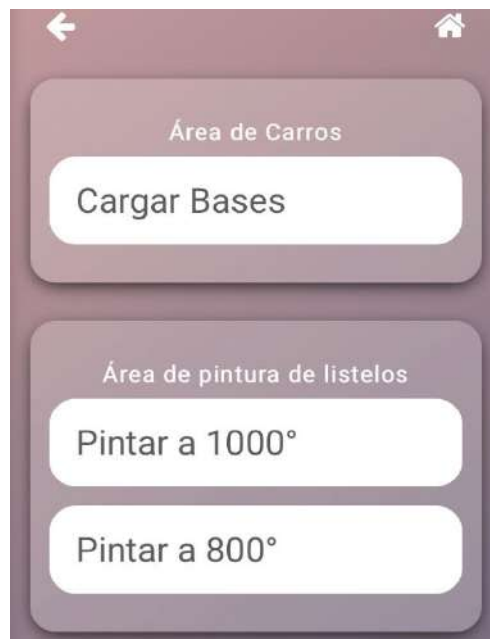 Área de Carros
Cargar Bases
Área de pintura de listelos
Pintar a 1000°
Pintar a 800°